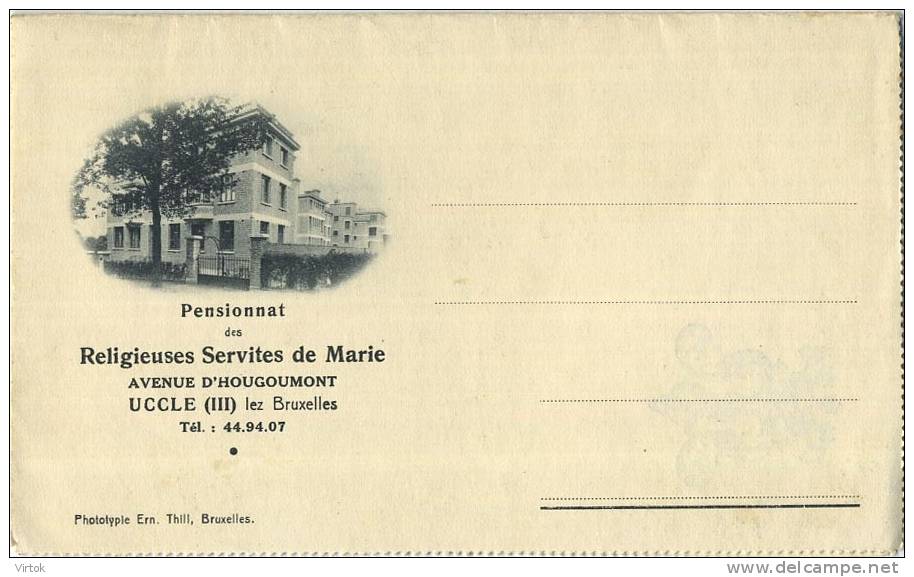 Pensionnat
des
Religieuses Servites de Marie
AVENUE D'HOUGOUMONT
UCCLE (III) lez Bruxelles
Tél. : 44.94.07
Phototypie Ern. Thill, Bruxelles.
Virtok
delcampe.net